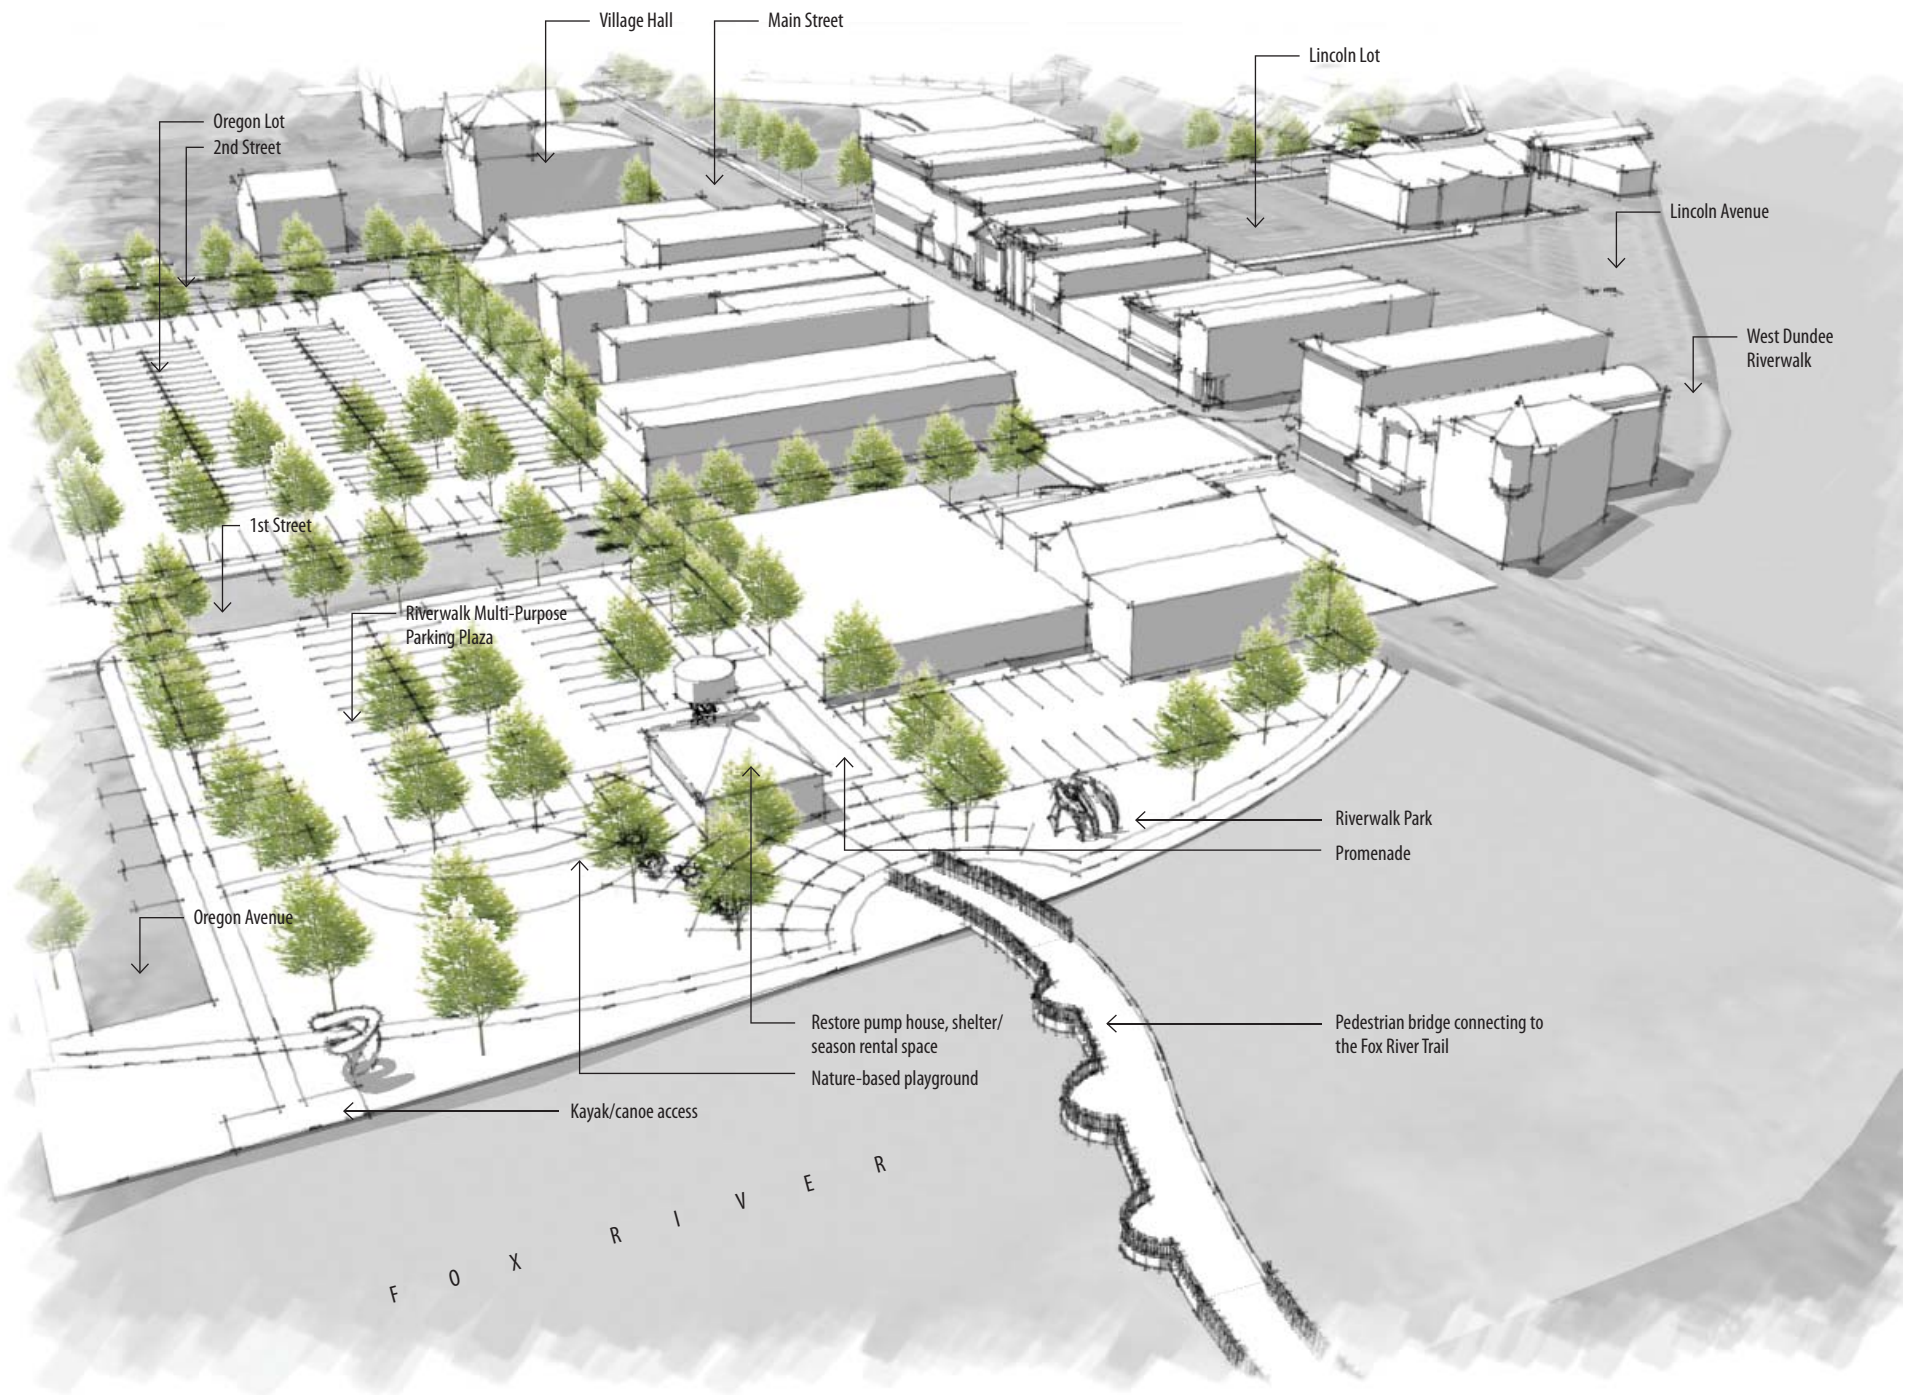 Village Hall
Main Street
Lincoln Lot
Oregon Lot
2nd Street
Lincoln Avenue
West Dundee
Riverwalk
1st Street
Riverwalk Multi-Purpose
Parking Plaza
Riverwalk Park
Promenade
Oregon Avenue
Restore pump house, shelter/
season rental space
Pedestrian bridge connecting to
the Fox River Trail
Nature-based playground
Kayak/canoe access
FOX RIVER